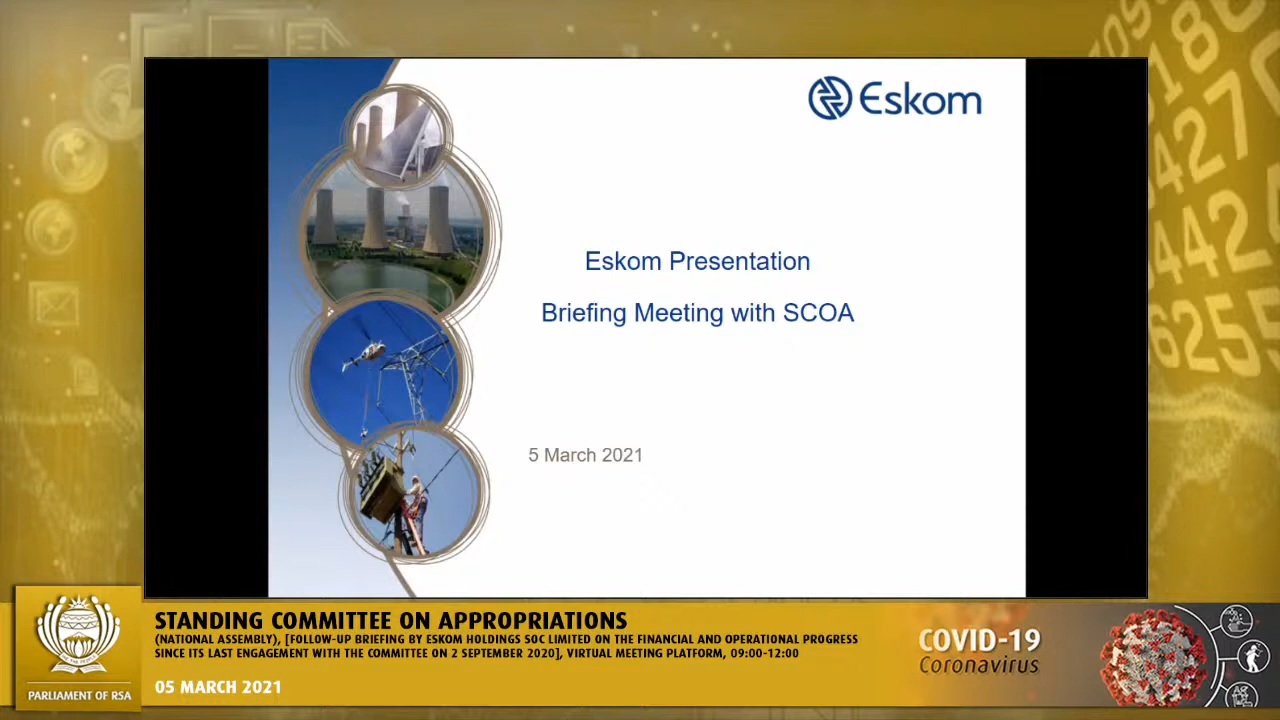 Eskom
Eskom Presentation
Briefing Meeting with SCOA
5 March 2021
STANDING COMMITTEE ON APPROPRIATIONS
(NATIONAL ASSEMBLY), [FOLLOW-UP BRIEFING BY ESKOM HOLDINGS SOC LIMITED ON THE FINANCIAL AND OPERATIONAL PROGRESS
SINCE ITS LAST ENGAGEMENT WITH THE COMMITTEE ON 2 SEPTEMBER 2020], VIRTUAL MEETING PLATFORM, 09:00-12:00
05 MARCH 2021
PARLIAMENT OF RSA
COVID-19
Coronavirus